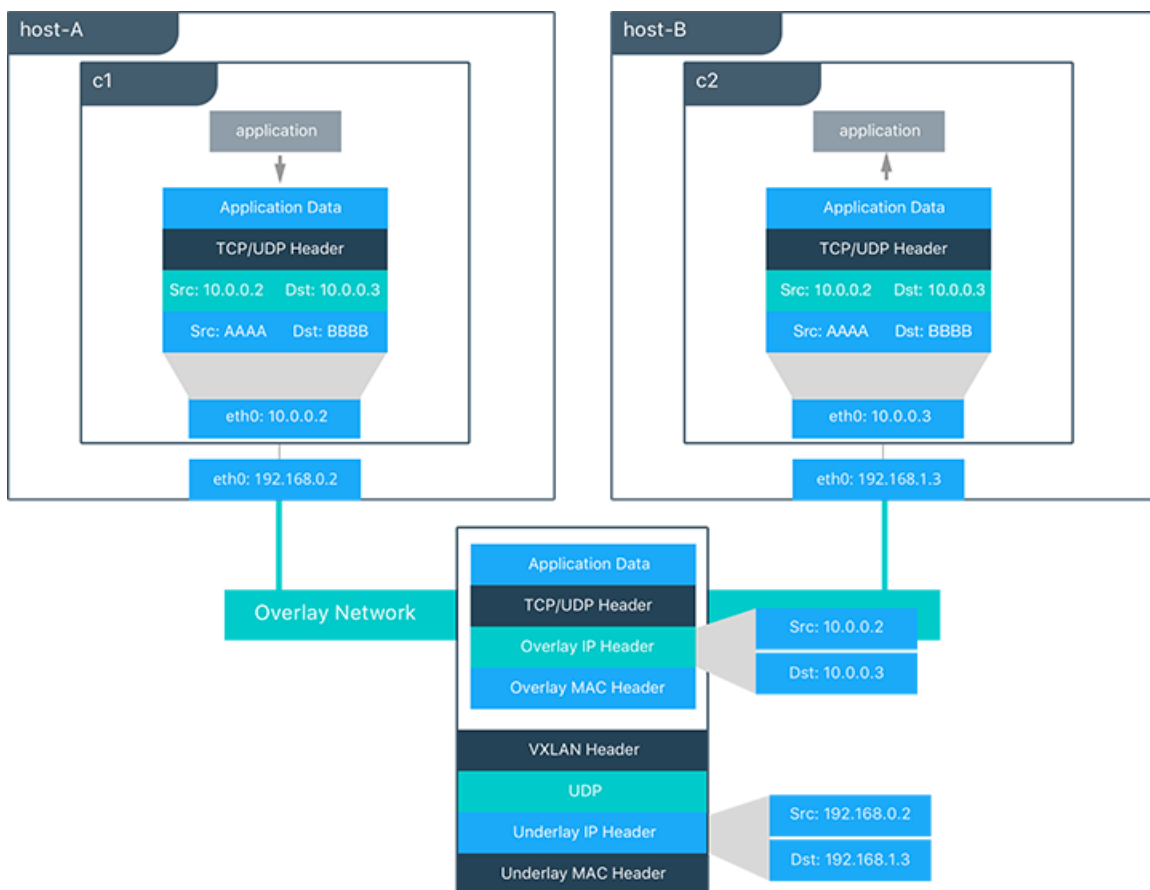 host-A
c1
application
Application Data
TCP/UDP Header
Src: 10.0.0.2 Dst: 10.0.0.3
Src: AAAA Dst: BBBB
eth0: 10.0.0.2
eth0: 192.168.0.2
host-B
c2
application
Application Data
TCP/UDP Header
Src: 10.0.0.2 Dst: 10.0.0.3
Src: AAAA Dst: BBBB
eth0: 10.0.0.3
eth0: 192.168.1.3
Overlay Network
Application Data
TCP/UDP Header
Overlay IP Header
Overlay MAC Header
Src: 10.0.0.2
Dst: 10.0.0.3
VXLAN Header
UDP
Underlay IP Header
Underlay MAC Header
Src: 192.168.0.2
Dst: 192.168.1.3